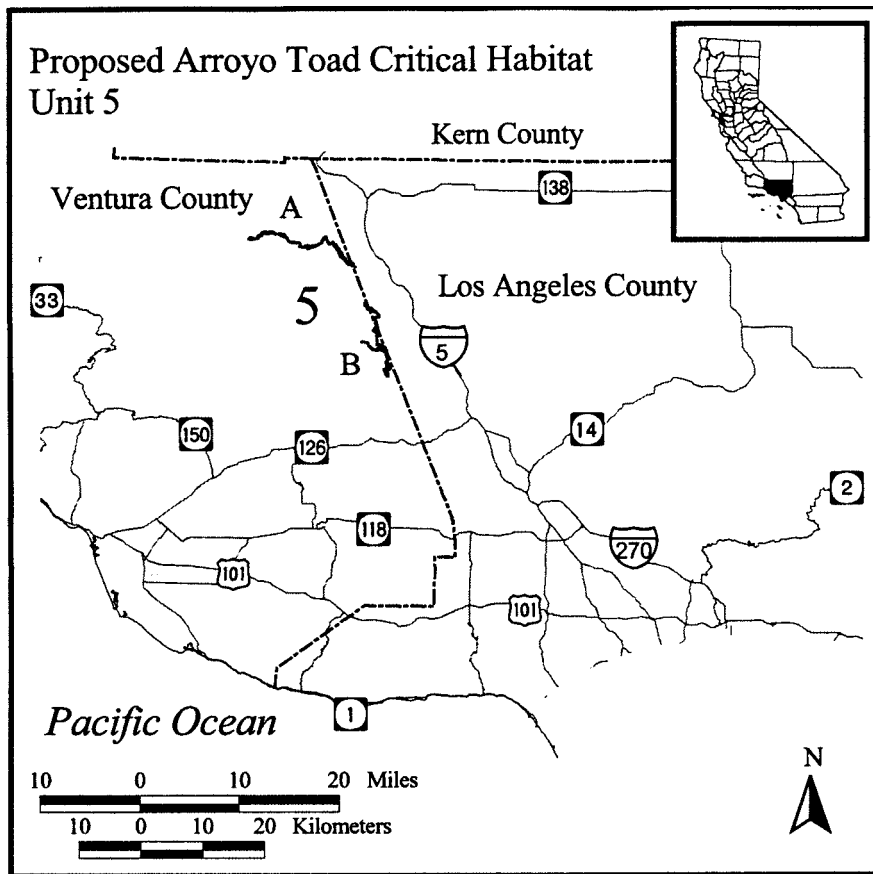 Proposed Arroyo Toad Critical Habitat
Unit 5
Kern County
138
Ventura County
A
33
5
Los Angeles County
5
B
150
126
14
2
118
270
101
101
1
Pacific Ocean
N
10 0 10 20 Miles
10 0 10 20 Kilometers